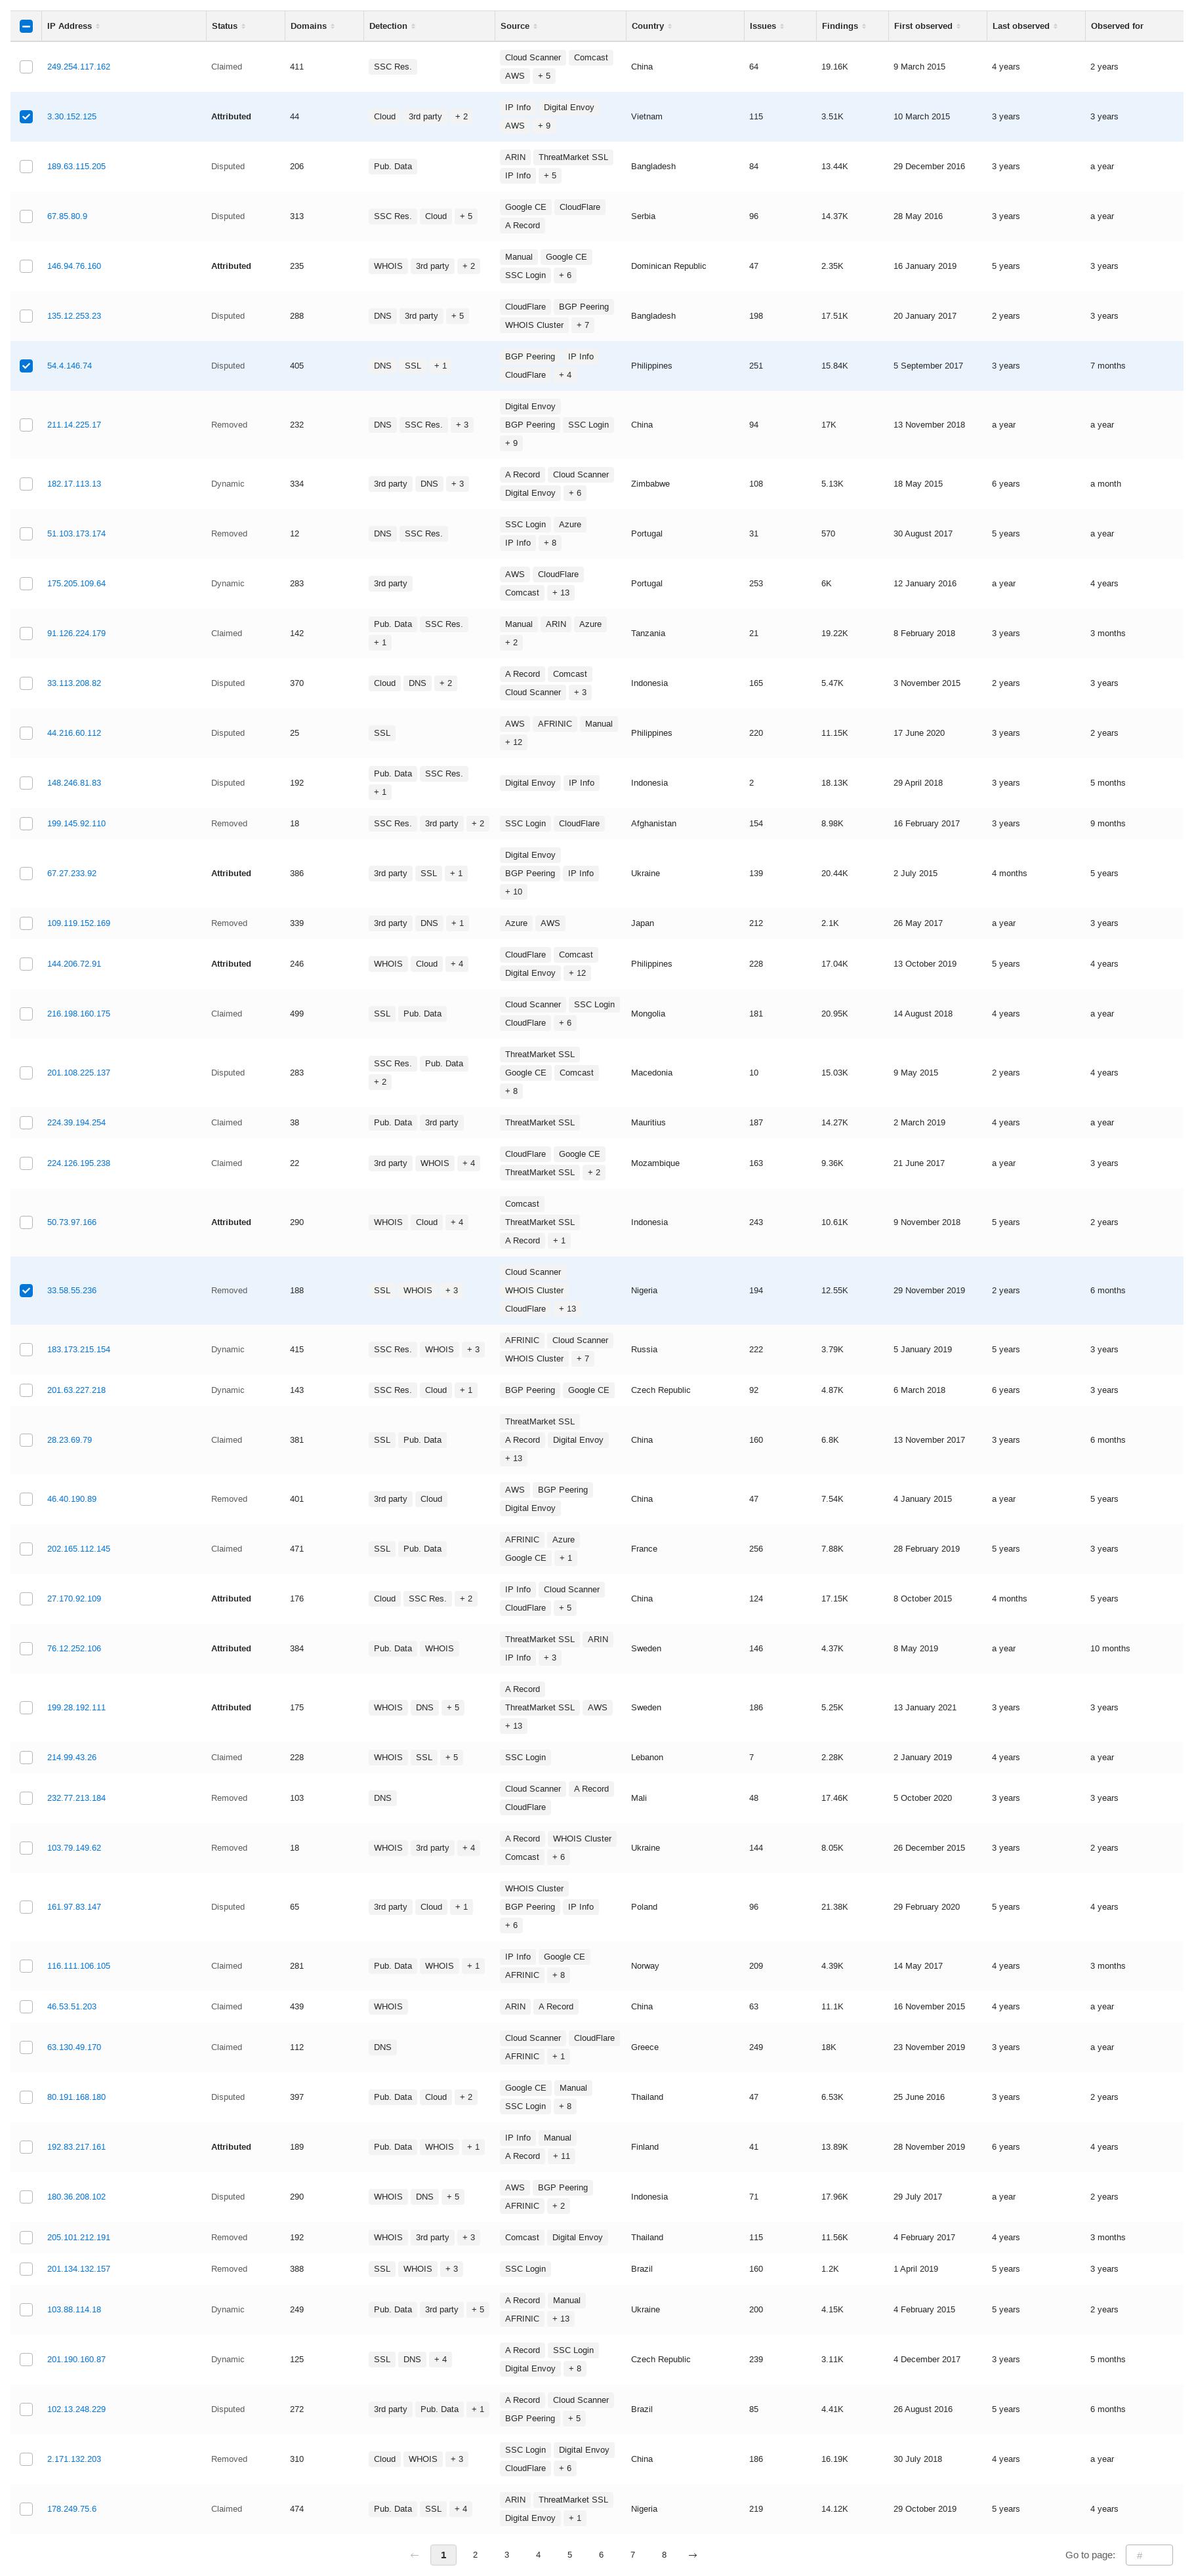 IP Address Status Domains Detection Source Country Issues Findings First observed Last observed Observed for
249.254.117.162 Claimed 411 SSC Res. Cloud Scanner Comcast AWS + 5 China 64 19.16K 9 March 2015 4 years 2 years
3.30.152.125 Attributed 44 Cloud 3rd party + 2 IP Info Digital Envoy AWS + 9 Vietnam 115 3.51K 10 March 2015 3 years 3 years
189.63.115.205 Disputed 206 Pub. Data ARIN ThreatMarket SSL IP Info + 5 Bangladesh 84 13.44K 29 December 2016 3 years a year
67.85.80.9 Disputed 313 SSC Res. Cloud + 5 Google CE CloudFlare A Record Serbia 96 14.37K 28 May 2016 3 years a year
146.94.76.160 Attributed 235 WHOIS 3rd party + 2 Manual Google CE SSC Login + 6 Dominican Republic 47 2.35K 16 January 2019 5 years 3 years
135.12.253.23 Disputed 288 DNS 3rd party + 5 CloudFlare BGP Peering WHOIS Cluster + 7 Bangladesh 198 17.51K 20 January 2017 2 years 3 years
54.4.146.74 Disputed 405 DNS SSL + 1 BGP Peering IP Info CloudFlare + 4 Philippines 251 15.84K 5 September 2017 3 years 7 months
211.14.225.17 Removed 232 DNS SSC Res. + 3 Digital Envoy BGP Peering SSC Login + 9 China 94 17K 13 November 2018 a year a year
182.17.113.13 Dynamic 334 3rd party DNS + 3 A Record Cloud Scanner Digital Envoy + 6 Zimbabwe 108 5.13K 18 May 2015 6 years a month
51.103.173.174 Removed 12 DNS SSC Res. SSC Login Azure IP Info + 8 Portugal 31 570 30 August 2017 5 years a year
175.205.109.64 Dynamic 283 3rd party AWS CloudFlare Comcast + 13 Portugal 253 6K 12 January 2016 a year 4 years
91.126.224.179 Claimed 142 Pub. Data SSC Res. + 1 Manual ARIN Azure + 2 Tanzania 21 19.22K 8 February 2018 3 years 3 months
33.113.208.82 Disputed 370 Cloud DNS + 2 A Record Comcast Cloud Scanner + 3 Indonesia 165 5.47K 3 November 2015 2 years 3 years
44.216.60.112 Disputed 25 SSL AWS AFRINIC Manual + 12 Philippines 220 11.15K 17 June 2020 3 years 2 years
148.246.81.83 Disputed 192 Pub. Data SSC Res. + 1 Digital Envoy IP Info Indonesia 2 18.13K 29 April 2018 3 years 5 months
199.145.92.110 Removed 18 SSC Res. 3rd party + 2 SSC Login CloudFlare Afghanistan 154 8.98K 16 February 2017 3 years 9 months
67.27.233.92 Attributed 386 3rd party SSL + 1 Digital Envoy BGP Peering IP Info + 10 Ukraine 139 20.44K 2 July 2015 4 months 5 years
109.119.152.169 Removed 339 3rd party DNS + 1 Azure AWS Japan 212 2.1K 26 May 2017 a year 3 years
144.206.72.91 Attributed 246 WHOIS Cloud + 4 CloudFlare Comcast Digital Envoy + 12 Philippines 228 17.04K 13 October 2019 5 years 4 years
216.198.160.175 Claimed 499 SSL Pub. Data Cloud Scanner SSC Login CloudFlare + 6 Mongolia 181 20.95K 14 August 2018 4 years a year
201.108.225.137 Disputed 283 SSC Res. Pub. Data + 2 ThreatMarket SSL Google CE Comcast + 8 Macedonia 10 15.03K 9 May 2015 2 years 4 years
224.39.194.254 Claimed 38 Pub. Data 3rd party ThreatMarket SSL Mauritius 187 14.27K 2 March 2019 4 years a year
224.126.195.238 Claimed 22 3rd party WHOIS + 4 CloudFlare Google CE ThreatMarket SSL + 2 Mozambique 163 9.36K 21 June 2017 a year 3 years
50.73.97.166 Attributed 290 WHOIS Cloud + 4 Comcast ThreatMarket SSL A Record + 1 Indonesia 243 10.61K 9 November 2018 5 years 2 years
33.58.55.236 Removed 188 SSL WHOIS + 3 Cloud Scanner WHOIS Cluster CloudFlare + 13 Nigeria 194 12.55K 29 November 2019 2 years 6 months
183.173.215.154 Dynamic 415 SSC Res. WHOIS + 3 AFRINIC Cloud Scanner WHOIS Cluster + 7 Russia 222 3.79K 5 January 2019 5 years 3 years
201.63.227.218 Dynamic 143 SSC Res. Cloud + 1 BGP Peering Google CE Czech Republic 92 4.87K 6 March 2018 6 years 3 years
28.23.69.79 Claimed 381 SSL Pub. Data ThreatMarket SSL A Record Digital Envoy + 13 China 160 6.8K 13 November 2017 3 years 6 months
46.40.190.89 Removed 401 3rd party Cloud AWS BGP Peering Digital Envoy China 47 7.54K 4 January 2015 a year 5 years
202.165.112.145 Claimed 471 SSL Pub. Data AFRINIC Azure Google CE + 1 France 256 7.88K 28 February 2019 5 years 3 years
27.170.92.109 Attributed 176 Cloud SSC Res. + 2 IP Info Cloud Scanner CloudFlare + 5 China 124 17.15K 8 October 2015 4 months 5 years
76.12.252.106 Attributed 384 Pub. Data WHOIS ThreatMarket SSL ARIN IP Info + 3 Sweden 146 4.37K 8 May 2019 a year 10 months
199.28.192.111 Attributed 175 WHOIS DNS + 5 A Record ThreatMarket SSL AWS + 13 Sweden 186 5.25K 13 January 2021 3 years 3 years
214.99.43.26 Claimed 228 WHOIS SSL + 5 SSC Login Lebanon 7 2.28K 2 January 2019 4 years a year
232.77.213.184 Removed 103 DNS Cloud Scanner A Record CloudFlare Mali 48 17.46K 5 October 2020 3 years 3 years
103.79.149.62 Removed 18 WHOIS 3rd party + 4 A Record WHOIS Cluster Comcast + 6 Ukraine 144 8.05K 26 December 2015 3 years 2 years
161.97.83.147 Disputed 65 3rd party Cloud + 1 WHOIS Cluster BGP Peering IP Info + 6 Poland 96 21.38K 29 February 2020 5 years 4 years
116.111.106.105 Claimed 281 Pub. Data WHOIS + 1 IP Info Google CE AFRINIC + 8 Norway 209 4.39K 14 May 2017 4 years 3 months
46.53.51.203 Claimed 439 WHOIS ARIN A Record China 63 11.1K 16 November 2015 4 years a year
63.130.49.170 Claimed 112 DNS Cloud Scanner CloudFlare AFRINIC + 1 Greece 249 18K 23 November 2019 3 years a year
80.191.168.180 Disputed 397 Pub. Data Cloud + 2 Google CE Manual SSC Login + 8 Thailand 47 6.53K 25 June 2016 3 years 2 years
192.83.217.161 Attributed 189 Pub. Data WHOIS + 1 IP Info Manual A Record + 11 Finland 41 13.89K 28 November 2019 6 years 4 years
180.36.208.102 Disputed 290 WHOIS DNS + 5 AWS BGP Peering AFRINIC + 2 Indonesia 71 17.96K 29 July 2017 a year 2 years
205.101.212.191 Removed 192 WHOIS 3rd party + 3 Comcast Digital Envoy Thailand 115 11.56K 4 February 2017 4 years 3 months
201.134.132.157 Removed 388 SSL WHOIS + 3 SSC Login Brazil 160 1.2K 1 April 2019 5 years 3 years
103.88.114.18 Dynamic 249 Pub. Data 3rd party + 5 A Record Manual AFRINIC + 13 Ukraine 200 4.15K 4 February 2015 5 years 2 years
201.190.160.87 Dynamic 125 SSL DNS + 4 A Record SSC Login Digital Envoy + 8 Czech Republic 239 3.11K 4 December 2017 3 years 5 months
102.13.248.229 Disputed 272 3rd party Pub. Data + 1 A Record Cloud Scanner BGP Peering + 5 Brazil 85 4.41K 26 August 2016 5 years 6 months
2.171.132.203 Removed 310 Cloud WHOIS + 3 SSC Login Digital Envoy CloudFlare + 6 China 186 16.19K 30 July 2018 4 years a year
178.249.75.6 Claimed 474 Pub. Data SSL + 4 ARIN ThreatMarket SSL Digital Envoy + 1 Nigeria 219 14.12K 29 October 2019 5 years 4 years
← 1 2 3 4 5 6 7 8 → Go to page: #